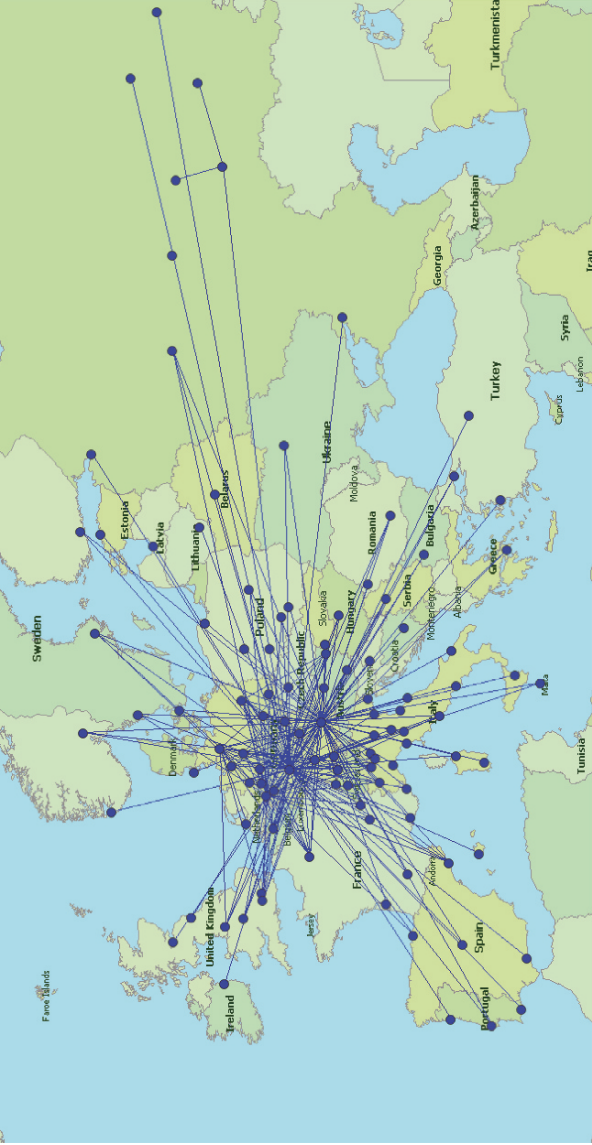 Faroe Islands
Sweden
Estonia
Latvia
Lithuania
Belarus
Denmark
United Kingdom
Ireland
Jersey
Poland
Czech Republic
Slovakia
Ukraine
Moldova
Hungary
Romania
France
Croatia
Serbia
Montenegro
Bulgaria
Albania
Italy
Andorra
Spain
Portugal
Greece
Malta
Turkey
Georgia
Azerbaijan
Turkmenista
Cyprus
Syria
Lebanon
Iraq
Tunisia